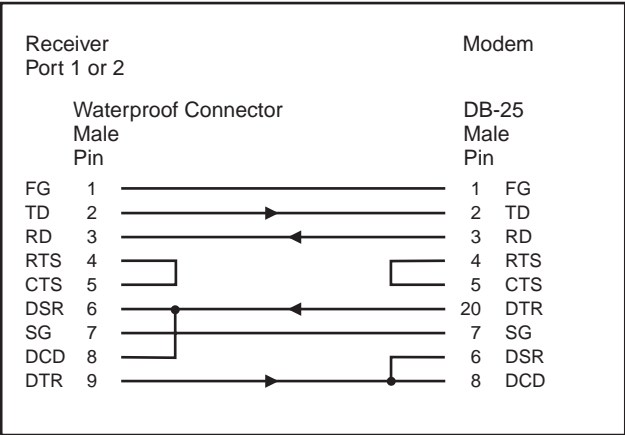 Receiver Modem
Port 1 or 2
Waterproof Connector DB-25
Male Male
Pin Pin
FG 1 1 FG
TD 2 2 TD
RD 3 3 RD
RTS 4 4 RTS
CTS 5 5 CTS
DSR 6 20 DTR
SG 7 7 SG
DCD 8 6 DSR
DTR 9 8 DCD